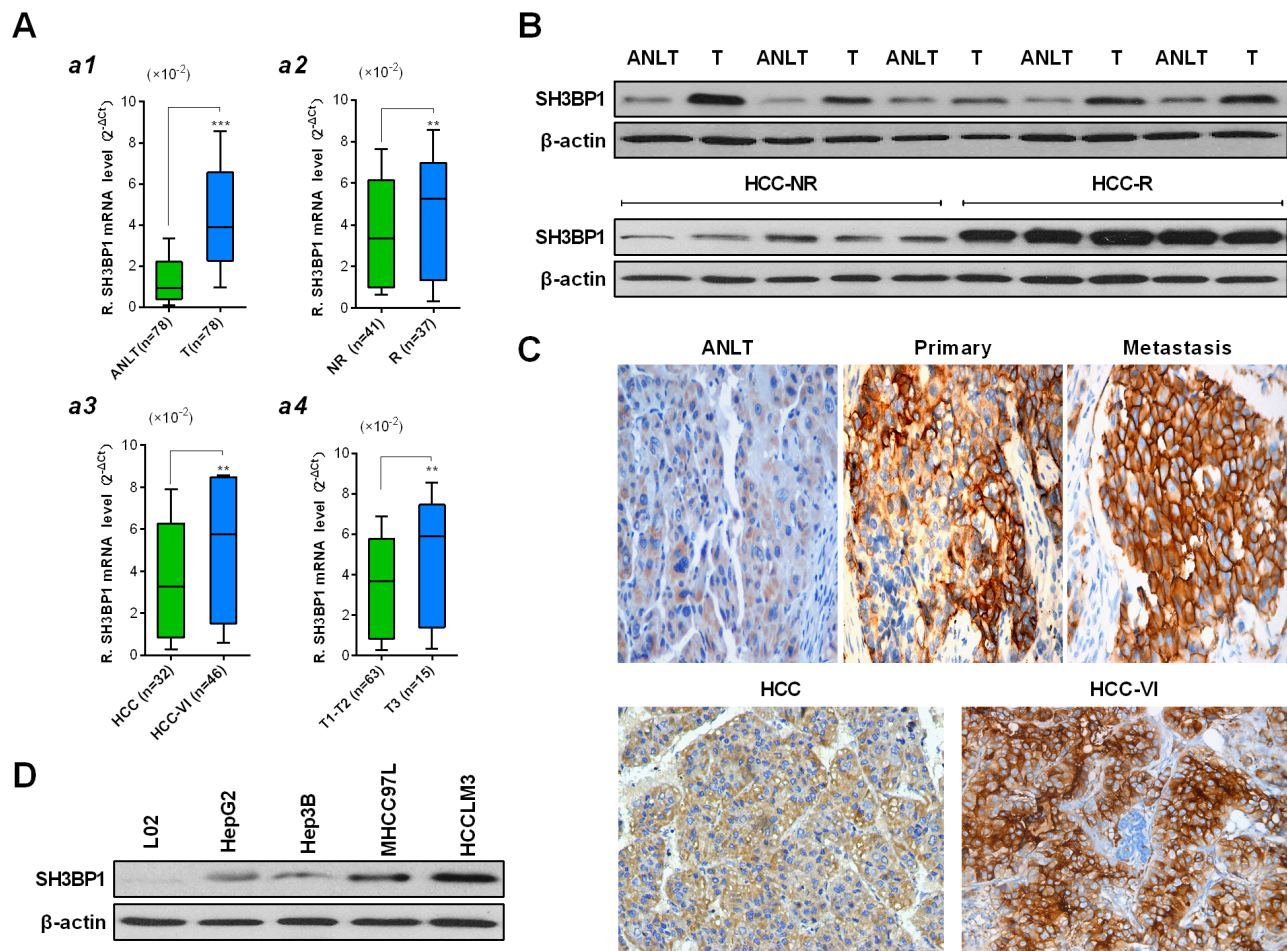 A
a1
(×10-2)
R. SH3BP1 mRNA level (2-ΔCt)
10
8
6
4
2
0
***
ANLT(n=78)
T(n=78)
a2
(×10-2)
R. SH3BP1 mRNA level (2-ΔCt)
10
8
6
4
2
0
**
NR (n=41)
R (n=37)
a3
(×10-2)
R. SH3BP1 mRNA level (2-ΔCt)
10
8
6
4
2
0
**
HCC (n=32)
HCC-VI (n=46)
a4
(×10-2)
R. SH3BP1 mRNA level (2-ΔCt)
10
8
6
4
2
0
**
T1-T2 (n=63)
T3 (n=15)
B
ANLT T ANLT T ANLT T ANLT T ANLT T
SH3BP1
β-actin
HCC-NR HCC-R
SH3BP1
β-actin
C
ANLT Primary Metastasis
HCC HCC-VI
D
L02 HepG2 Hep3B MHCC97L HCCLM3
SH3BP1
β-actin